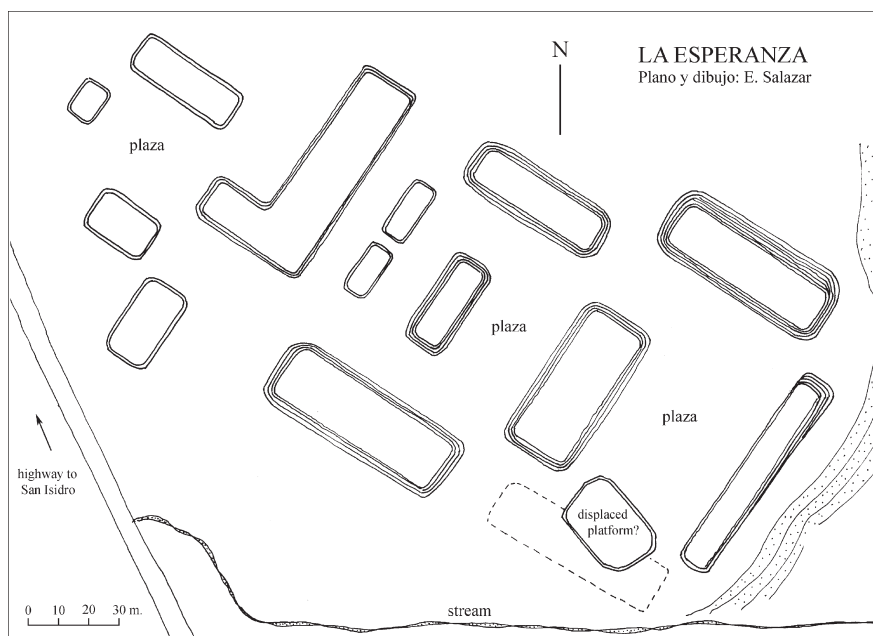 N
LA ESPERANZA
Plano y dibujo: E. Salazar
plaza
plaza
plaza
highway to
San Isidro
displaced
platform?
stream
0 10 20 30 m.